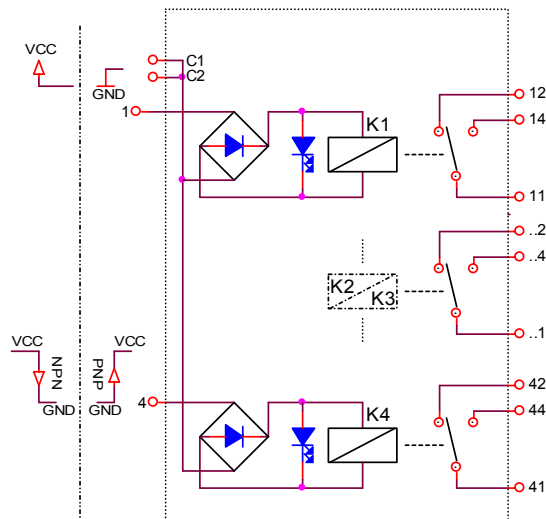 VCC
GND
C1
C2
1
K1
12
14
11
K2
K3
..2
..4
..1
VCC
NPN
GND
VCC
PNP
GND
4
K4
42
44
41